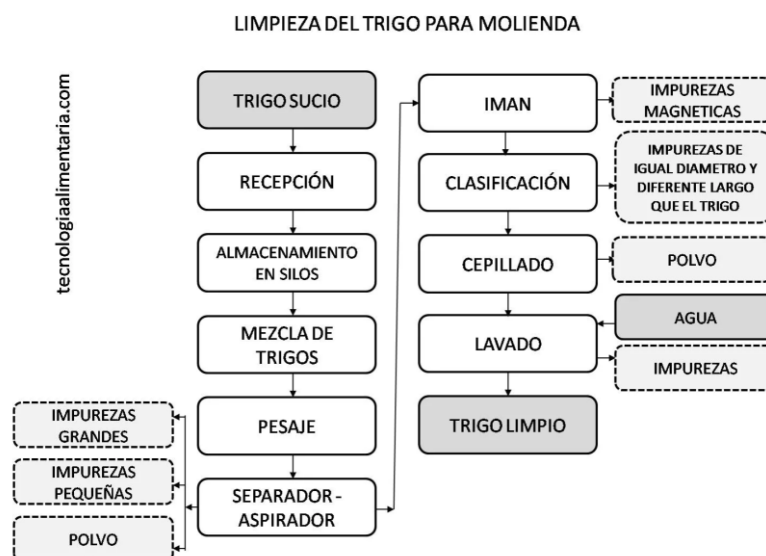 LIMPIEZA DEL TRIGO PARA MOLIENDA
tecnologiaalimentaria.com
TRIGO SUCIO
RECEPCIÓN
ALMACENAMIENTO
EN SILOS
MEZCLA DE
TRIGOS
PESAJE
SEPARADOR -
ASPIRADOR
IMPUREZAS
GRANDES
IMPUREZAS
PEQUEÑAS
POLVO
IMAN
IMPUREZAS
MAGNETICAS
CLASIFICACIÓN
IMPUREZAS DE
IGUAL DIAMETRO Y
DIFERENTE LARGO
QUE EL TRIGO
CEPILLADO
POLVO
LAVADO
AGUA
IMPUREZAS
TRIGO LIMPIO